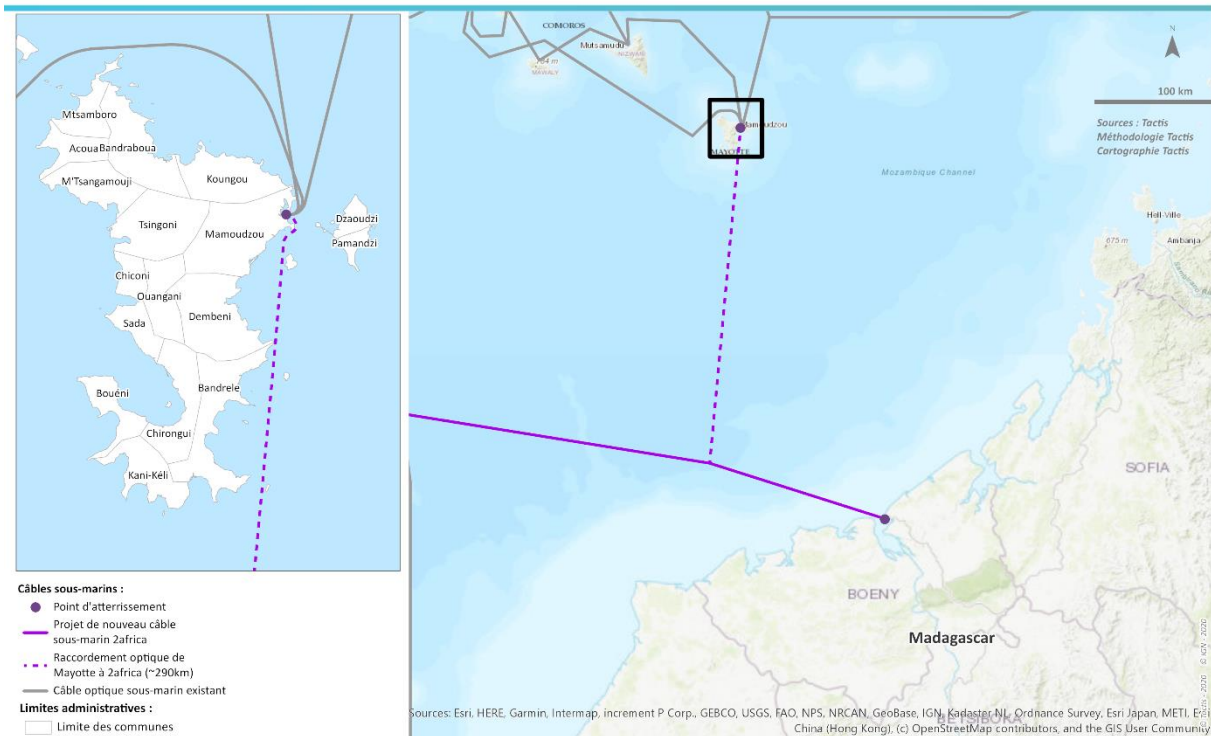 Mtsamboro
Acoua
Bandraboua
M'Tsangamouji
Koungou
Tsingoni
Mamoudzou
Dzaoudzi
Pamandzi
Chiconi
Ouangani
Sada
Dembeni
Bandrele
Bouéni
Chirongui
Kani-Kéli
Câbles sous-marins :
Point d'atterrissement
Projet de nouveau câble
sous-marin 2africa
Raccordement optique de
Mayotte à 2africa (~290km)
Câble optique sous-marin existant
Limites administratives :
Limite des communes
COMOROS
Mutsamudu
MAYOTTE
Mozambique Channel
N
100 km
Sources : Tactis
Méthodologie Tactis
Cartographie Tactis
Hell-Ville
Ambanja
675 m
SOFIA
BOENY
Madagascar
BETSIBOKA
Sources: Esri, HERE, Garmin, Intermap, increment P Corp., GEBCO, USGS, FAO, NPS, NRCAN, GeoBase, IGN, Kadaster NL, Ordnance Survey, Esri Japan, METI,
China (Hong Kong), (c) OpenStreetMap contributors, and the GIS User Community
© IGN - 2020